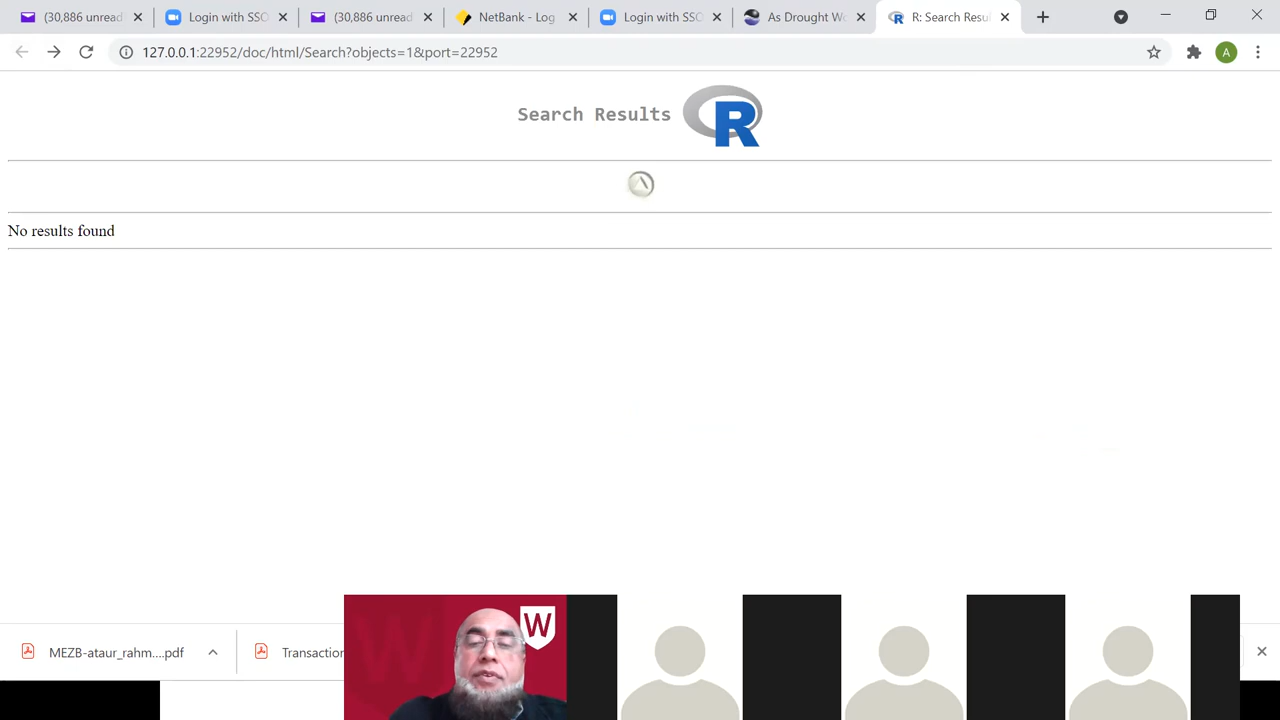 (30,886 unread
Login with SSO
(30,886 unread
NetBank - Log
Login with SSO
As Drought Wo
R: Search Resul
127.0.0.1:22952/doc/html/Search?objects=1&port=22952
A
Search Results
R
No results found
MEZB-ataur_rahm....pdf
Transaction
W
W